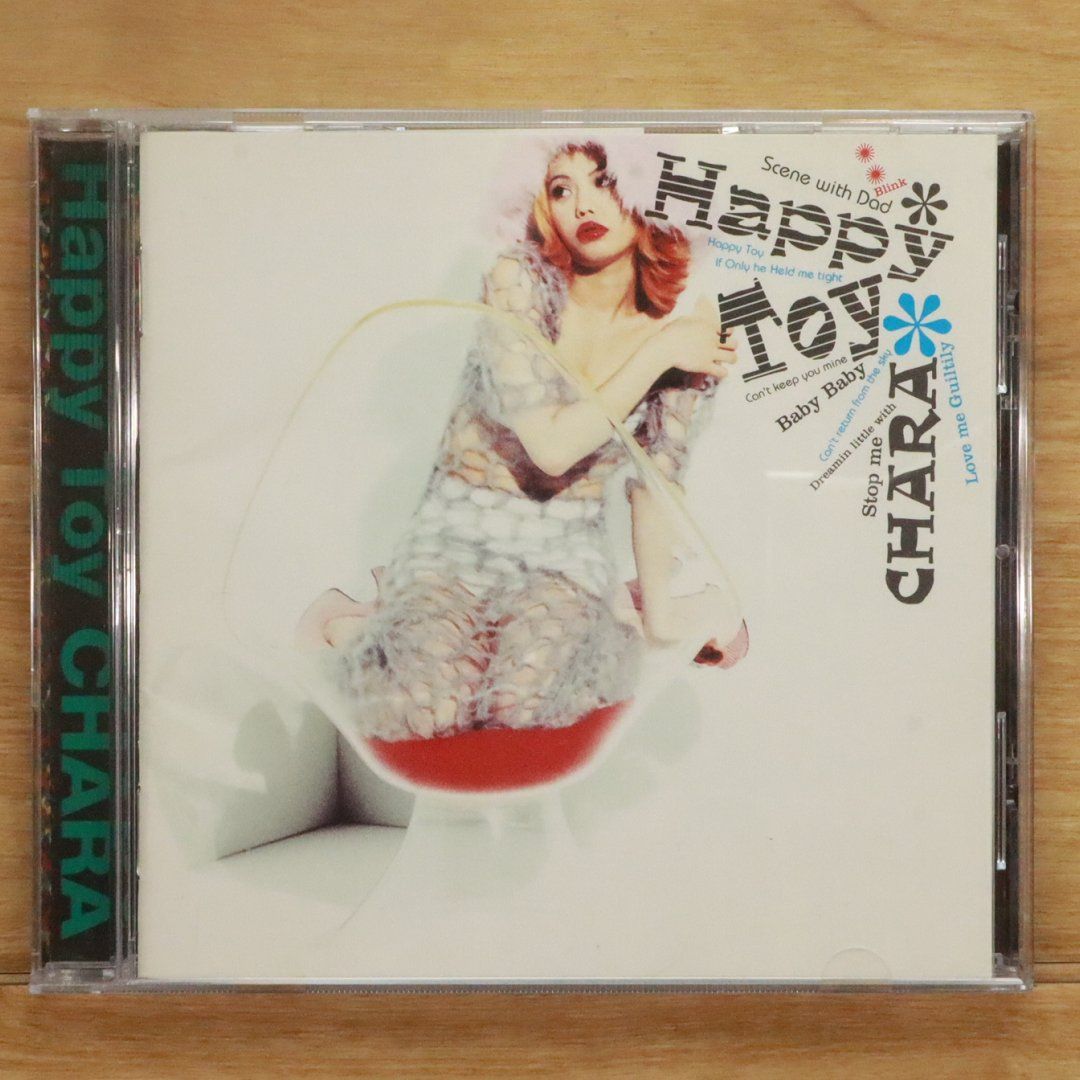 Happy Toy CHARA
Scene with Dad
Blink
Happy
Happy Toy
If Only he Held me tight
Toy
Can't keep you mine
Baby Baby
Can't return from the sky
Dreamin little with
Stop me
CHARA
Love me Guiltily